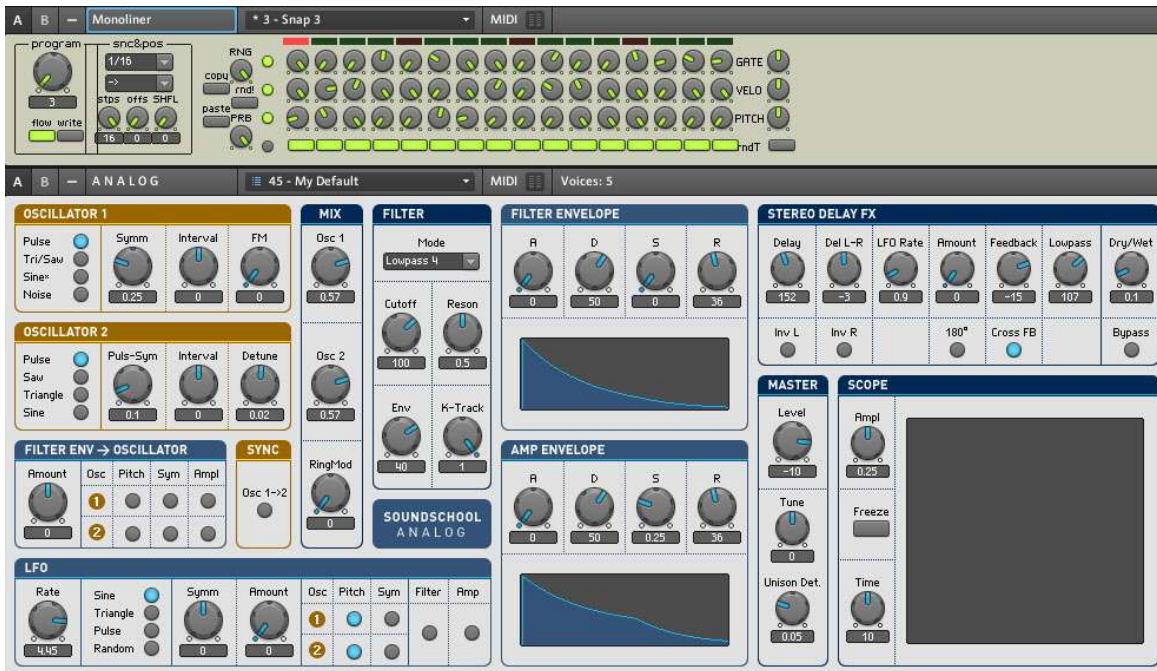 A B – Monoliner * 3 - Snap 3 MIDI
program snc&pos
1/16
->
stps offs SHFL
3
16 0 0
flow write
RNG
copy
rnd!
paste
PRB
GATE
VELO
PITCH
rndT
A B – ANALOG 45 - My Default MIDI Voices: 5
OSCILLATOR 1
Pulse
Tri/Saw
Sine×
Noise
Symm Interval FM
0.25 0 0
OSCILLATOR 2
Pulse
Saw
Triangle
Sine
Puls-Sym Interval Detune
0.1 0 0.02
FILTER ENV → OSCILLATOR
Amount Osc Pitch Sym Ampl
0
1
2
SYNC
Osc 1->2
MIX
Osc 1
0.57
Osc 2
0.57
RingMod
0
FILTER
Mode
Lowpass 4
Cutoff Reson
100 0.5
Env K-Track
40 1
SOUNDSCHOOL
ANALOG
LFO
Rate
4.45
Sine
Triangle
Pulse
Random
Symm Amount Osc Pitch Sym Filter Amp
0 0
1
2
FILTER ENVELOPE
A D S R
0 50 0 36
AMP ENVELOPE
A D S R
0 50 0.25 36
STEREO DELAY FX
Delay Del L-R LFO Rate Amount Feedback Lowpass Dry/Wet
152 -3 0.9 0 -15 107 0.1
Inv L Inv R 180° Cross FB Bypass
MASTER
Level
-10
Tune
0
Unison Det.
0.05
SCOPE
Ampl
0.25
Freeze
Time
10